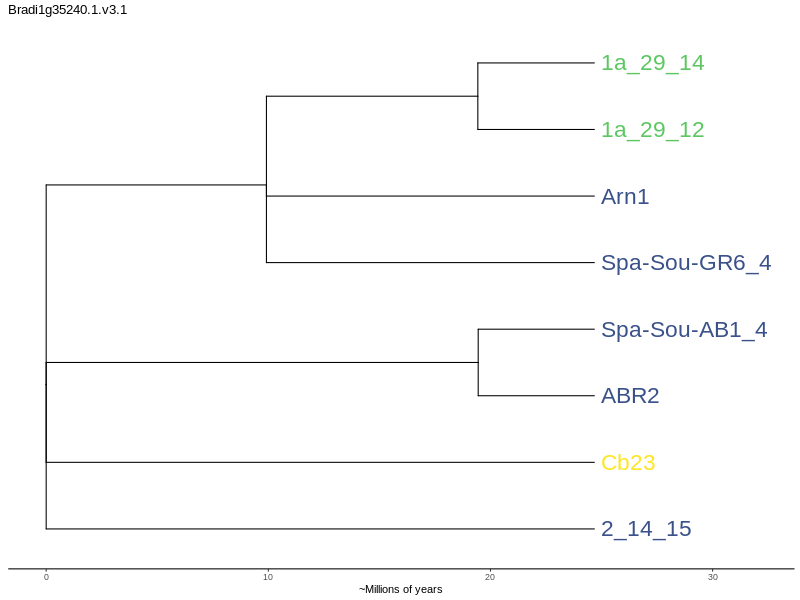 Bradi1g35240.1.v3.1
1a_29_14
1a_29_12
Arn1
Spa-Sou-GR6_4
Spa-Sou-AB1_4
ABR2
Cb23
2_14_15
0 10 20 30
~Millions of years